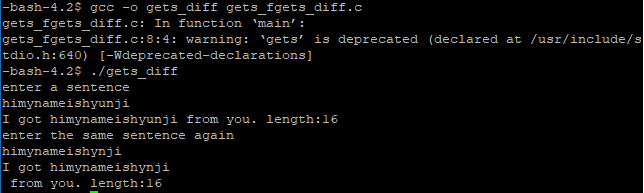 -bash-4.2$ gcc -o gets_diff gets_fgets_diff.c
gets_fgets_diff.c: In function ‘main’:
gets_fgets_diff.c:8:4: warning: ‘gets’ is deprecated (declared at /usr/include/s
tdio.h:640) [-Wdeprecated-declarations]
-bash-4.2$ ./gets_diff
enter a sentence
himynameishyunji
I got himynameishyunji from you. length:16
enter the same sentence again
himynameishynji
I got himynameishynji
 from you. length:16